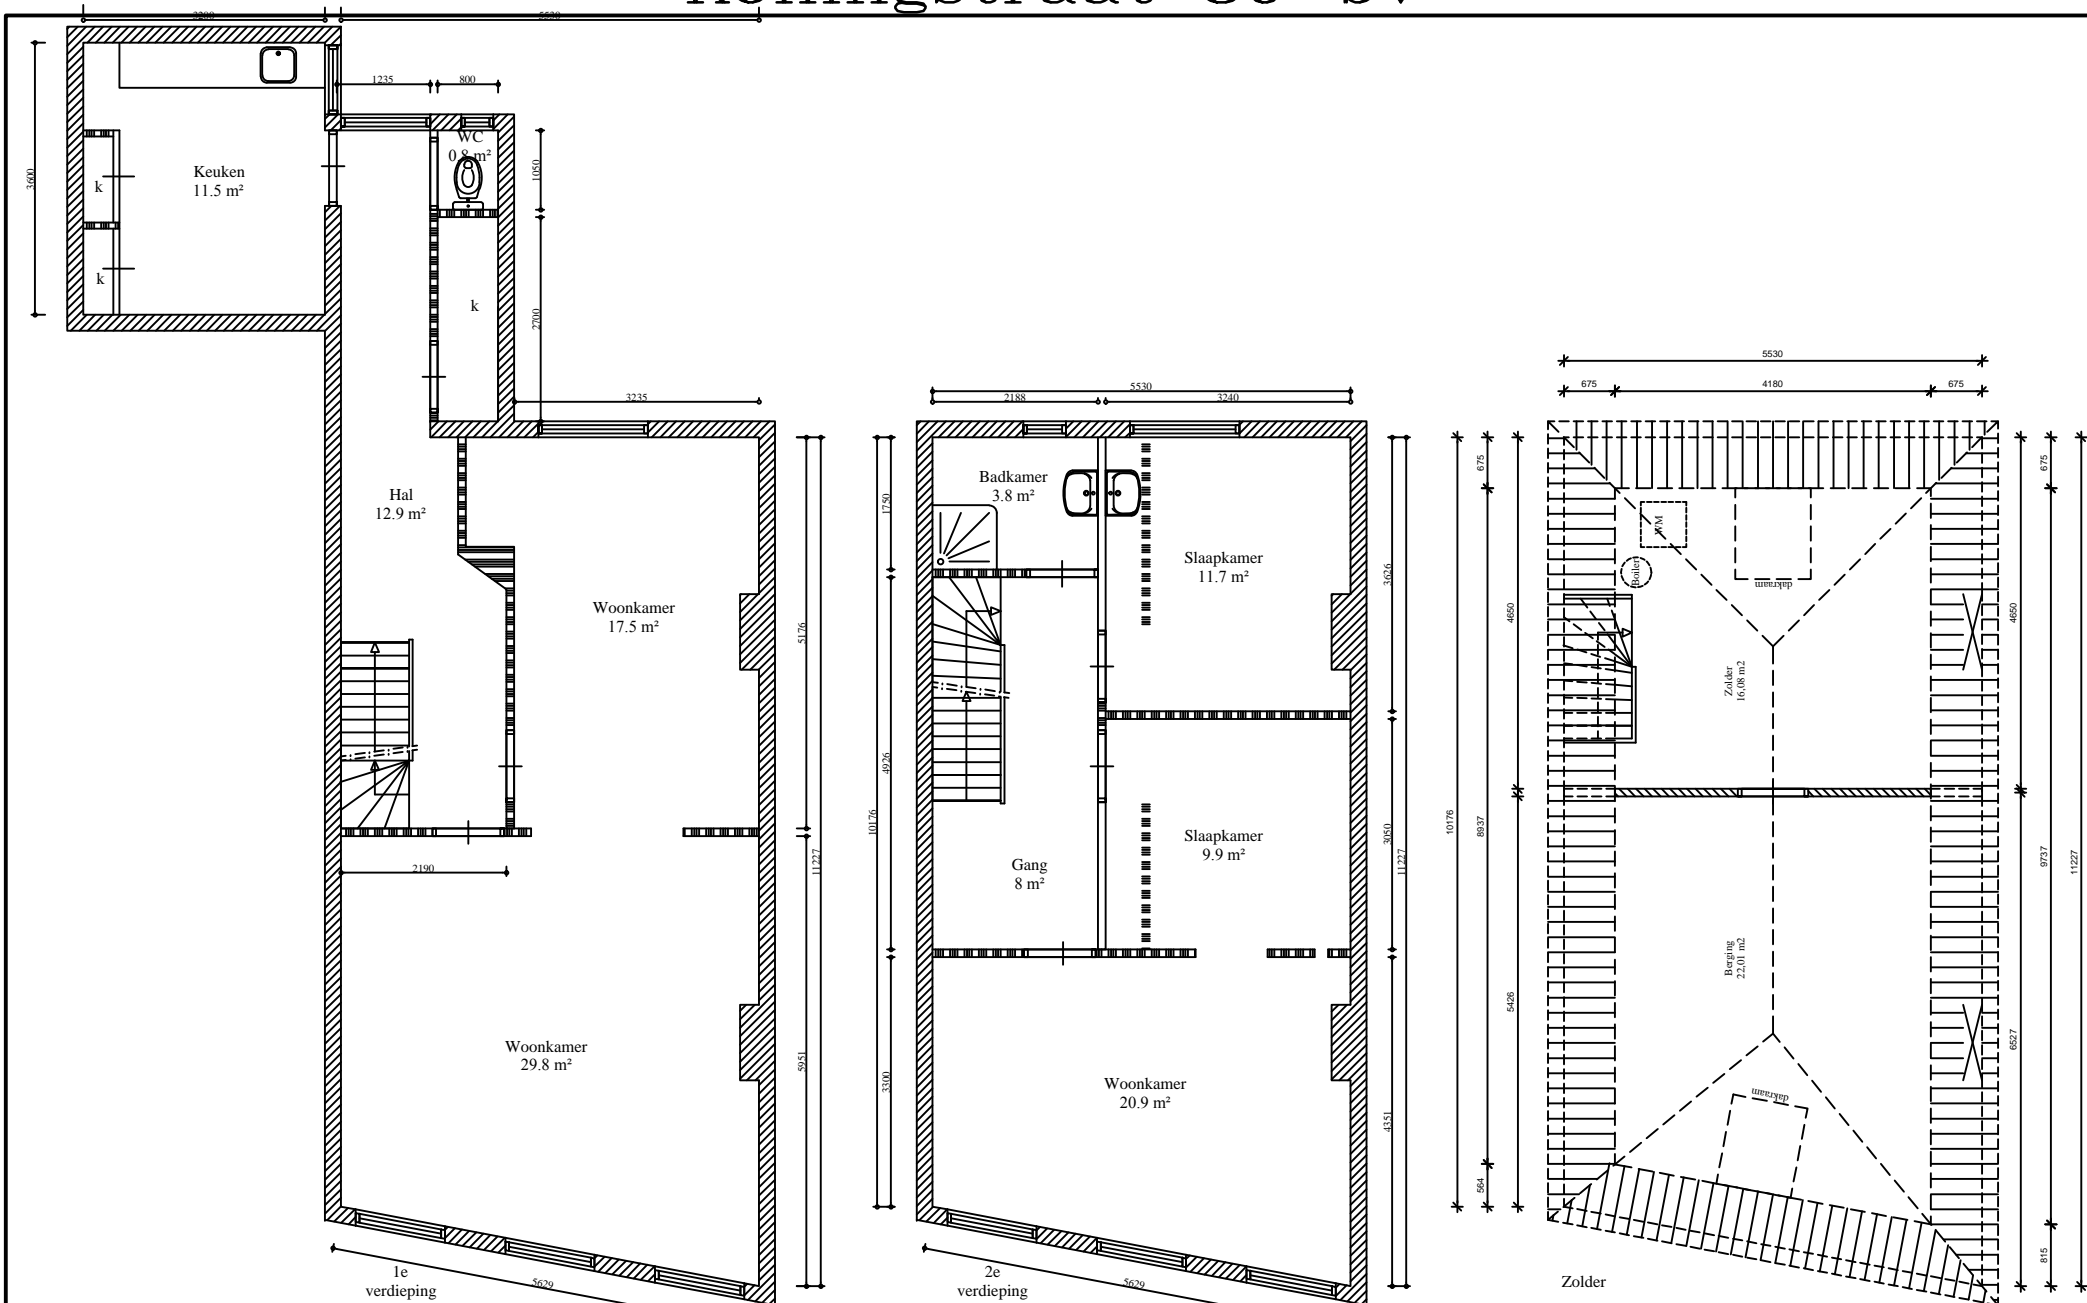 3200
5530
1235
800
3600
WC
0.8 m²
1050
Keuken
11.5 m²
k
k
k
2700
3235
Hal
12.9 m²
Woonkamer
17.5 m²
5176
11227
2190
5951
Woonkamer
29.8 m²
5629
1e
verdieping
5530
2188
3240
Badkamer
3.8 m²
1750
Slaapkamer
11.7 m²
3626
4926
10176
Slaapkamer
9.9 m²
3050
11227
Gang
8 m²
3300
Woonkamer
20.9 m²
4351
5629
2e
verdieping
5530
675
4180
675
675
675
WM
dakraam
Boiler
4650
4650
Zolder
16,08 m2
10176
8937
9737
11227
Berging
22,01 m2
5426
6527
dakraam
564
815
Zolder